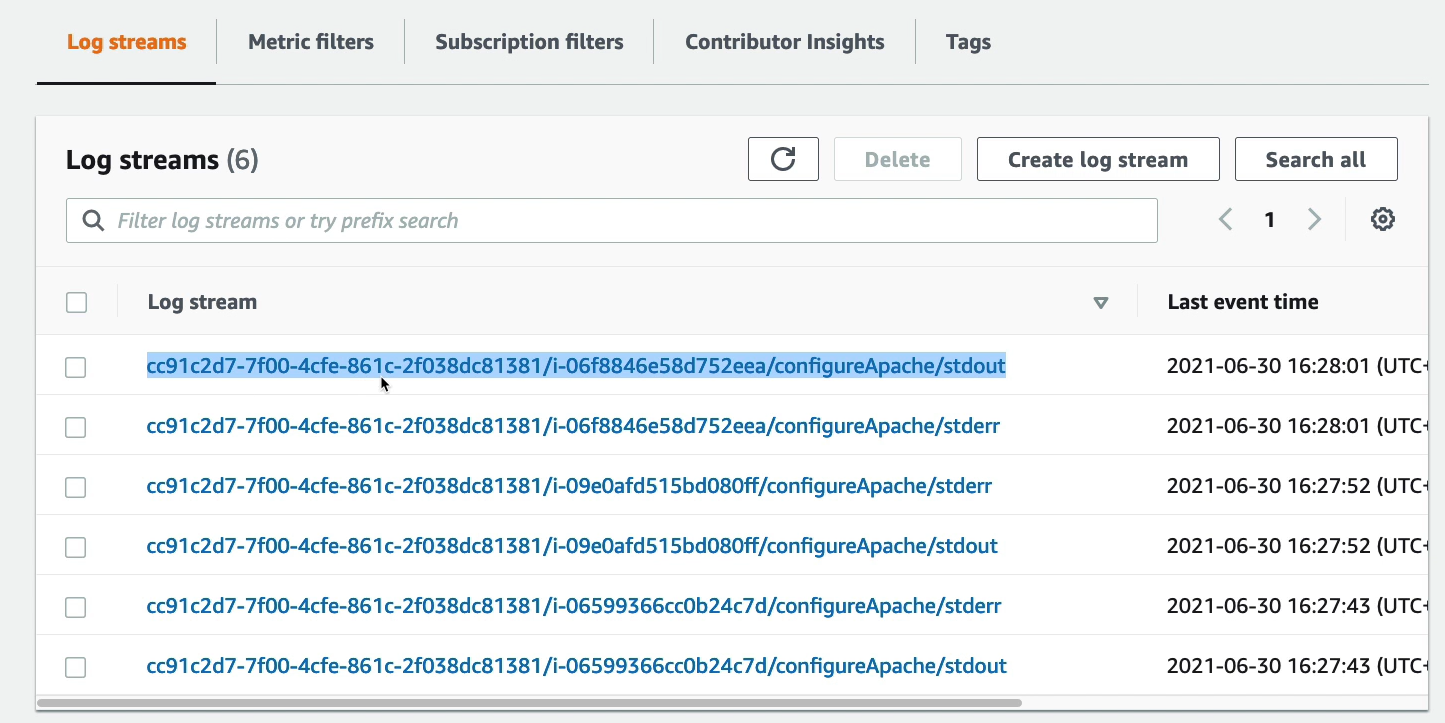 Log streams Metric filters Subscription filters Contributor Insights Tags
Log streams (6) Delete Create log stream Search all
Filter log streams or try prefix search 1
Log stream Last event time
cc91c2d7-7f00-4cfe-861c-2f038dc81381/i-06f8846e58d752eea/configureApache/stdout 2021-06-30 16:28:01 (UTC+
cc91c2d7-7f00-4cfe-861c-2f038dc81381/i-06f8846e58d752eea/configureApache/stderr 2021-06-30 16:28:01 (UTC+
cc91c2d7-7f00-4cfe-861c-2f038dc81381/i-09e0afd515bd080ff/configureApache/stderr 2021-06-30 16:27:52 (UTC+
cc91c2d7-7f00-4cfe-861c-2f038dc81381/i-09e0afd515bd080ff/configureApache/stdout 2021-06-30 16:27:52 (UTC+
cc91c2d7-7f00-4cfe-861c-2f038dc81381/i-06599366cc0b24c7d/configureApache/stderr 2021-06-30 16:27:43 (UTC+
cc91c2d7-7f00-4cfe-861c-2f038dc81381/i-06599366cc0b24c7d/configureApache/stdout 2021-06-30 16:27:43 (UTC+